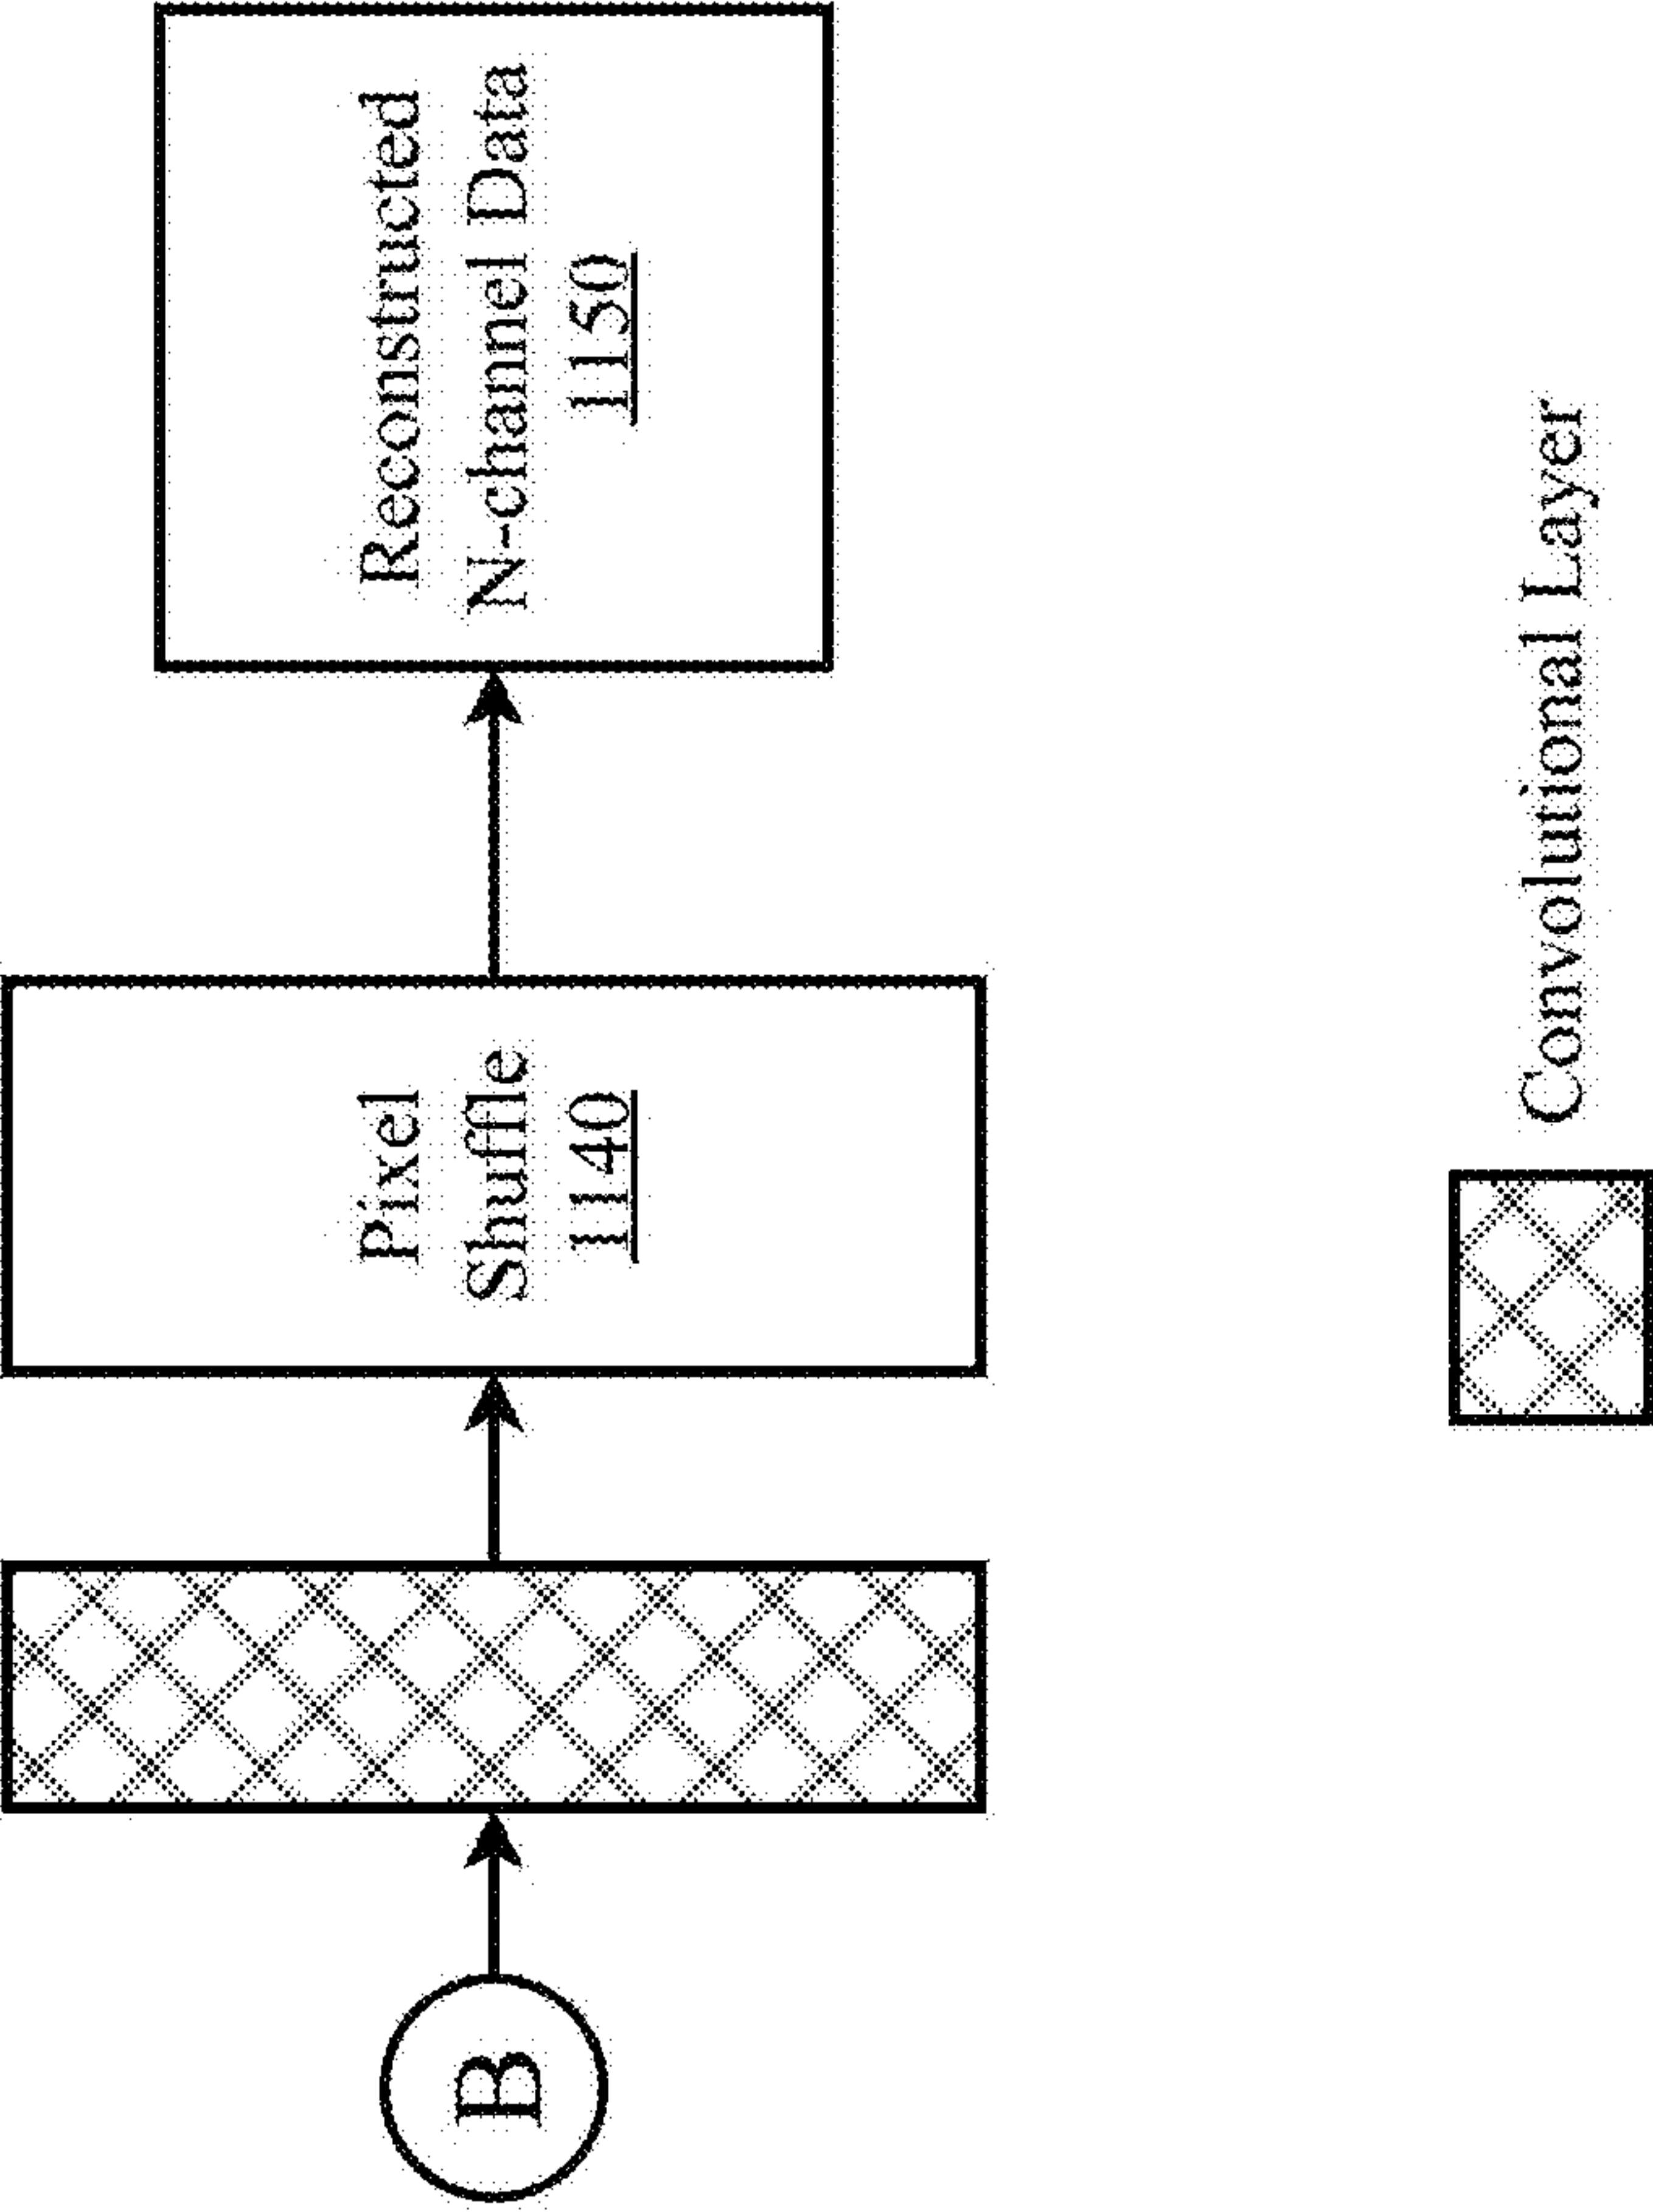 B
Pixel
Shuffle
1140
Reconstructed
N-channel Data
1150
Convolutional Layer